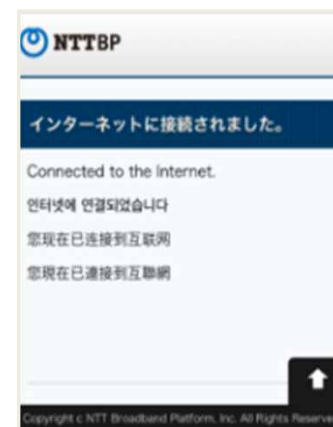 NTTBP
インターネットに接続されました。
Connected to the Internet.
인터넷에 연결되었습니다
您现在已连接到互联网
您現在已連接到互聯網
Copyright c NTT Broadband Platform, Inc. All Rights Reserve